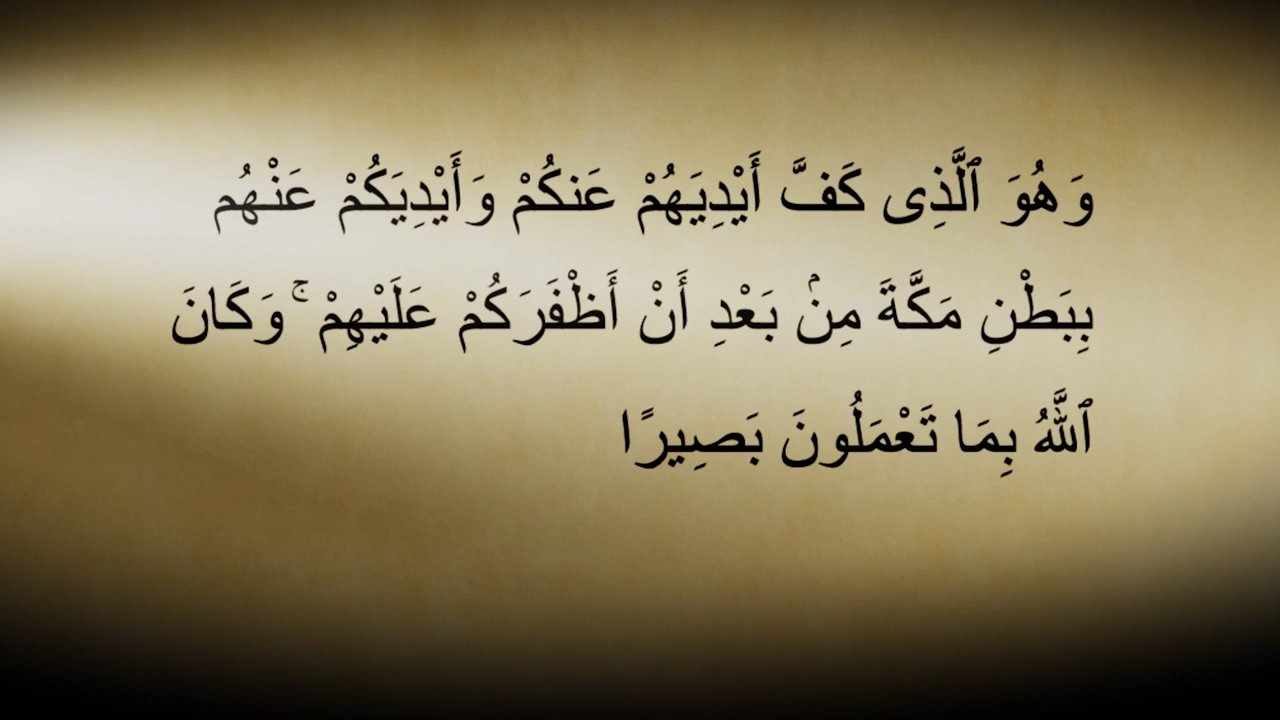 وَهُوَ ٱلَّذِى كَفَّ أَيْدِيَهُمْ عَنكُمْ وَأَيْدِيَكُمْ عَنْهُم
بِبَطْنِ مَكَّةَ مِنۢ بَعْدِ أَنْ أَظْفَرَكُمْ عَلَيْهِمْ ۚ وَكَانَ
ٱللَّهُ بِمَا تَعْمَلُونَ بَصِيرًا